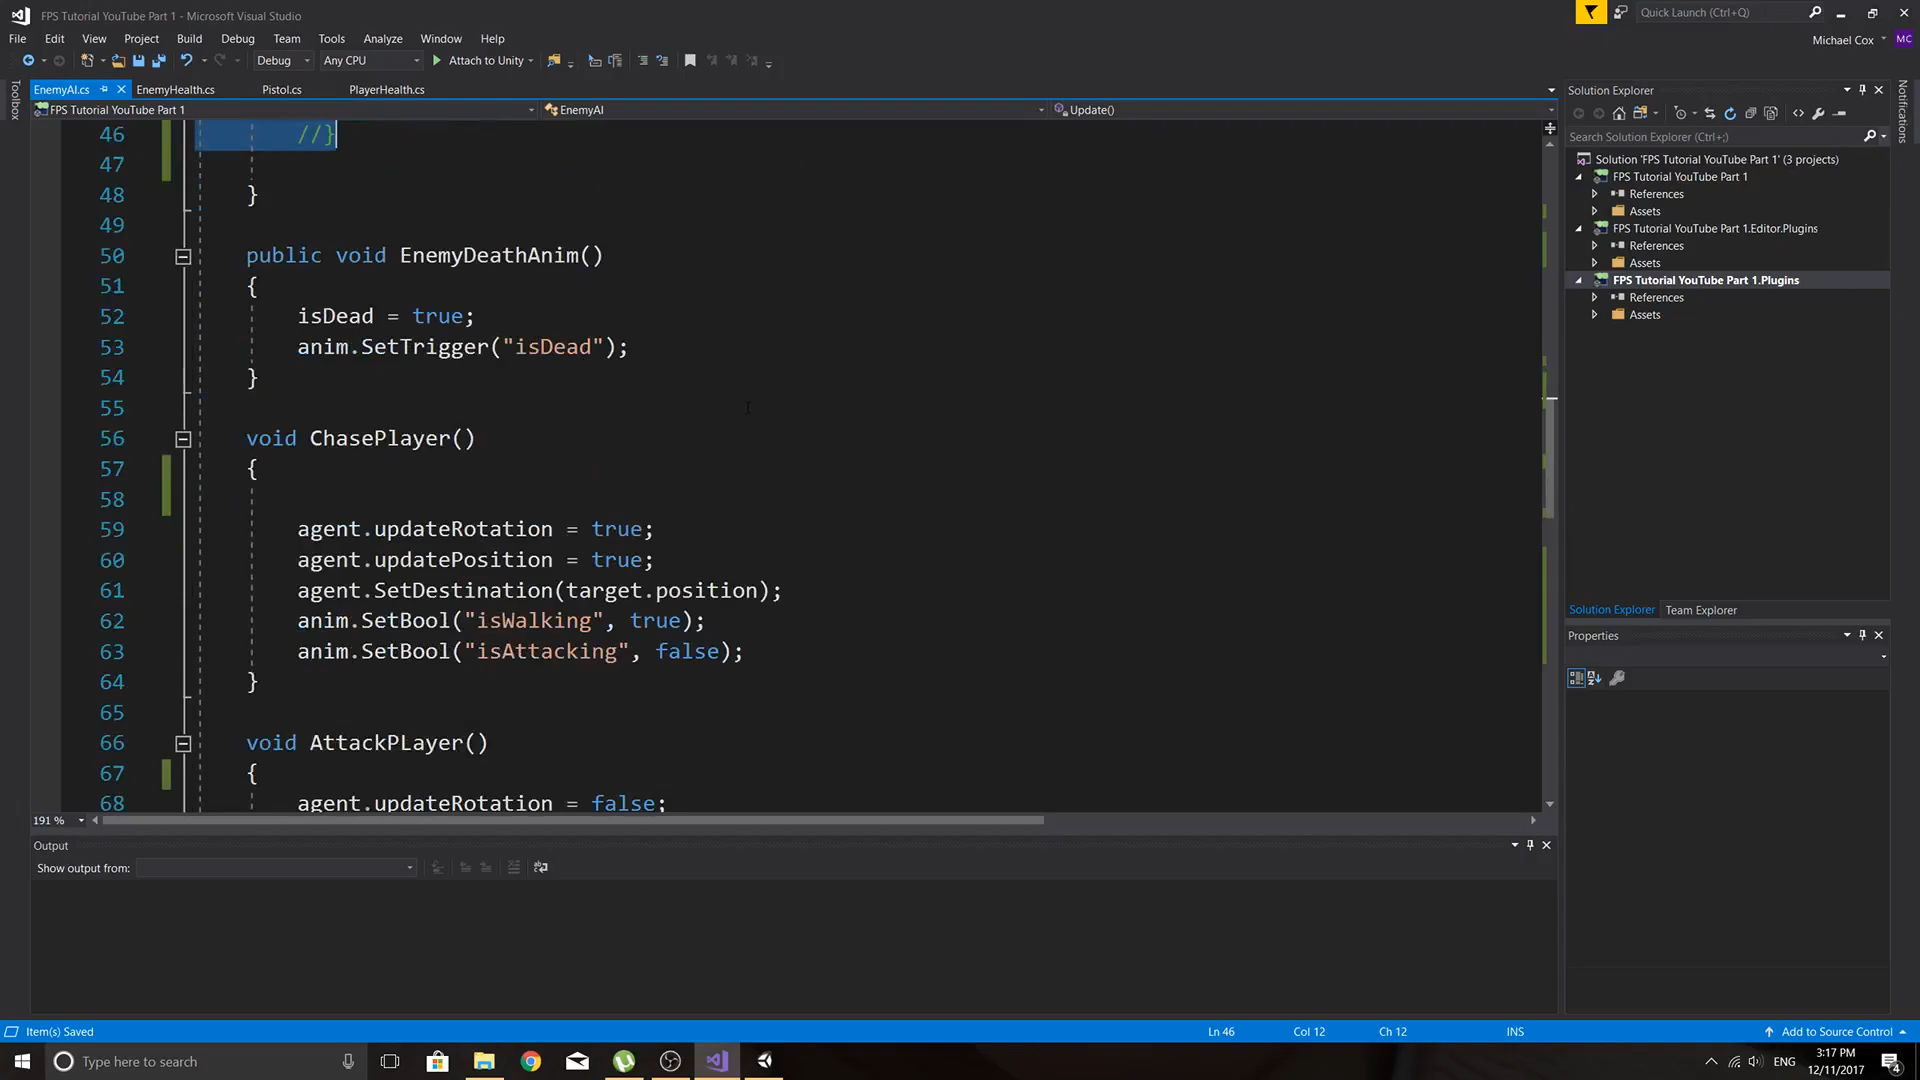 FPS Tutorial YouTube Part 1 - Microsoft Visual Studio
Quick Launch (Ctrl+Q)
File Edit View Project Build Debug Team Tools Analyze Window Help
Michael Cox MC
Debug Any CPU Attach to Unity
Toolbox
EnemyAI.cs EnemyHealth.cs Pistol.cs PlayerHealth.cs
FPS Tutorial YouTube Part 1 EnemyAI Update()
46 //}
47
48 }
49
50 public void EnemyDeathAnim()
51 {
52 isDead = true;
53 anim.SetTrigger("isDead");
54 }
55
56 void ChasePlayer()
57 {
58
59 agent.updateRotation = true;
60 agent.updatePosition = true;
61 agent.SetDestination(target.position);
62 anim.SetBool("isWalking", true);
63 anim.SetBool("isAttacking", false);
64 }
65
66 void AttackPLayer()
67 {
68 agent.updateRotation = false;
191 %
Output
Show output from:
Solution Explorer
Search Solution Explorer (Ctrl+;)
Solution 'FPS Tutorial YouTube Part 1' (3 projects)
FPS Tutorial YouTube Part 1
References
Assets
FPS Tutorial YouTube Part 1.Editor.Plugins
References
Assets
FPS Tutorial YouTube Part 1.Plugins
References
Assets
Solution Explorer Team Explorer
Properties
Notifications
Item(s) Saved Ln 46 Col 12 Ch 12 INS Add to Source Control
Type here to search
ENG
3:17 PM
12/11/2017
4